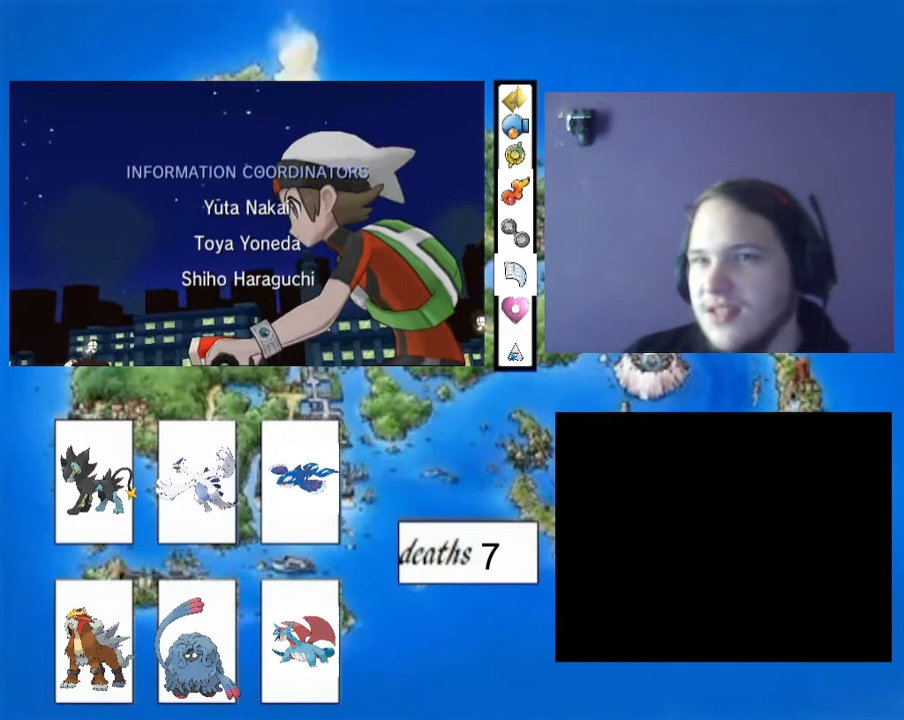 INFORMATION COORDINATORS
Yuta Nakai
Toya Yoneda
Shiho Haraguchi
deaths 7